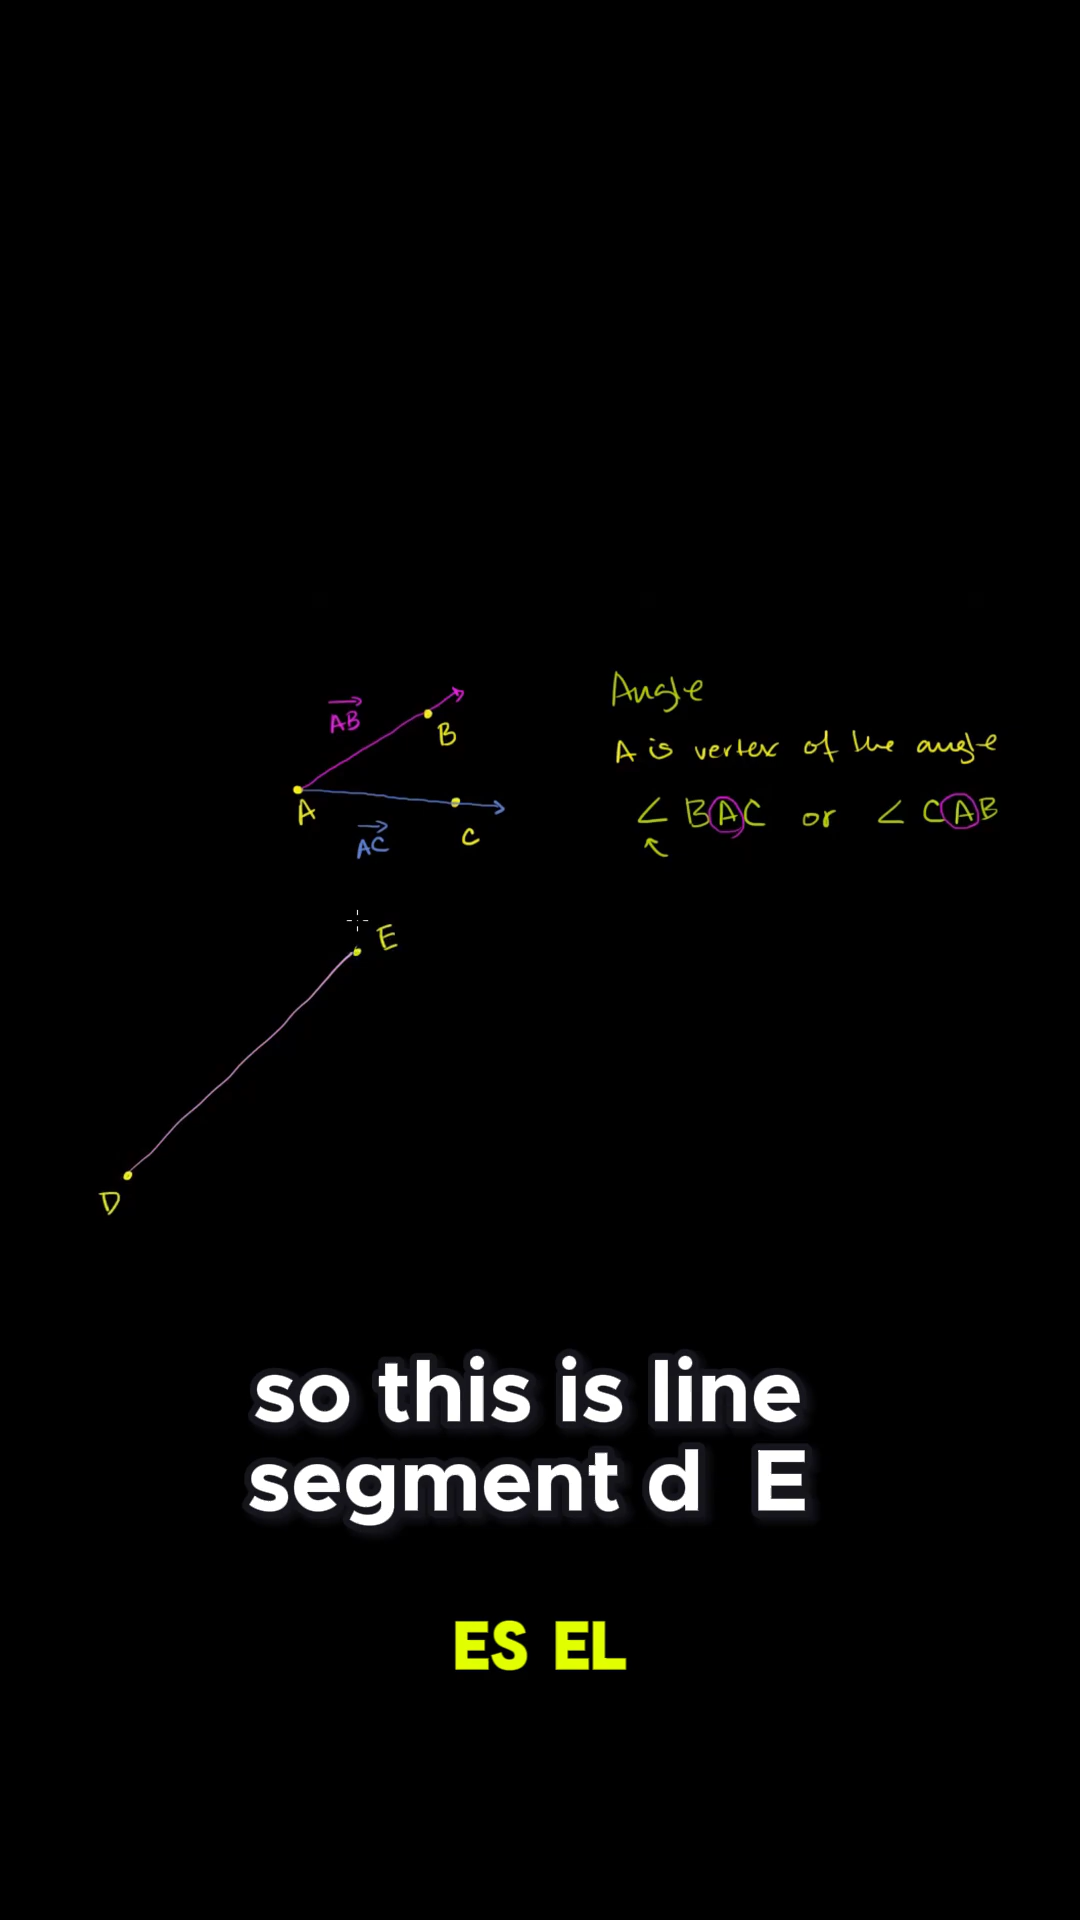 AB
B
A
C
AC
Angle
A is vertex of the angle
∠ BAC or ∠ CAB
E
D
so this is line
segment d E
ES EL